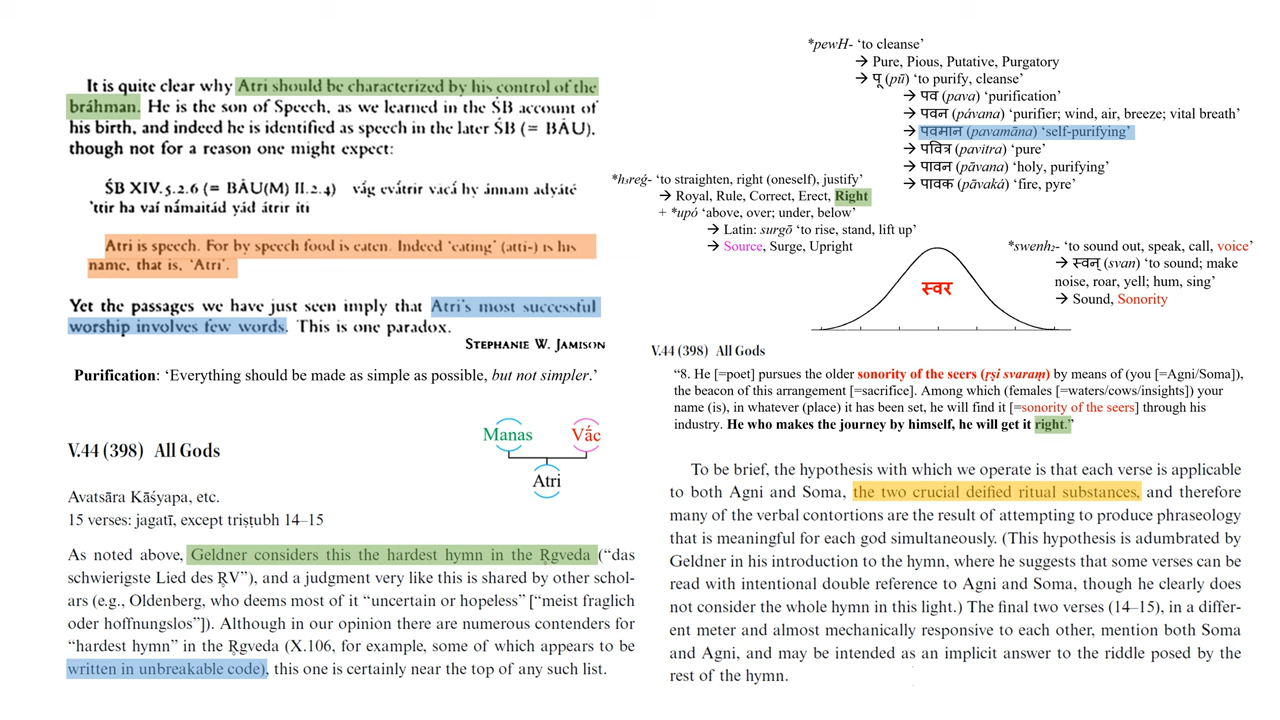 It is quite clear why Atri should be characterized by his control of the
bráhman. He is the son of Speech, as we learned in the ŚB account of
his birth, and indeed he is identified as speech in the later ŚB (= BĀU),
though not for a reason one might expect:
ŚB XIV.5.2.6 (= BĀU(M) II.2.4) vā́g evā́trir vācā́ hy ánnam adyáté
'ttir ha vaí nā́maitád yád átrir íti
Atri is speech. For by speech food is eaten. Indeed 'eating' (atti-) is his
name, that is, 'Atri'.
Yet the passages we have just seen imply that Atri's most successful
worship involves few words. This is one paradox.
STEPHANIE W. JAMISON
Purification: ‘Everything should be made as simple as possible, but not simpler.’
Manas Vā́c
Atri
V.44 (398) All Gods
Avatsāra Kāśyapa, etc.
15 verses: jagatī, except triṣṭubh 14–15
As noted above, Geldner considers this the hardest hymn in the R̥gveda (“das
schwierigste Lied des R̥V”), and a judgment very like this is shared by other schol-
ars (e.g., Oldenberg, who deems most of it “uncertain or hopeless” [“meist fraglich
oder hoffnungslos”]). Although in our opinion there are numerous contenders for
“hardest hymn” in the R̥gveda (X.106, for example, some of which appears to be
written in unbreakable code), this one is certainly near the top of any such list.
*pewH- ‘to cleanse’
→ Pure, Pious, Putative, Purgatory
→ पू (pū) ‘to purify, cleanse’
→ पव (pava) ‘purification’
→ पवन (pávana) ‘purifier; wind, air, breeze; vital breath’
→ पवमान (pavamāna) ‘self-purifying’
→ पवित्र (pavitra) ‘pure’
→ पावन (pāvana) ‘holy, purifying’
→ पावक (pāvaká) ‘fire, pyre’
*h₃reǵ- ‘to straighten, right (oneself), justify’
→ Royal, Rule, Correct, Erect, Right
+ *upó ‘above, over; under, below’
→ Latin: surgō ‘to rise, stand, lift up’
→ Source, Surge, Upright
*swenh₂- ‘to sound out, speak, call, voice’
→ स्वन् (svan) ‘to sound; make
noise, roar, yell; hum, sing’
→ Sound, Sonority
स्वर
V.44 (398) All Gods
“8. He [=poet] pursues the older sonority of the seers (r̥ṣi svaraṃ) by means of (you [=Agni/Soma]),
the beacon of this arrangement [=sacrifice]. Among which (females [=waters/cows/insights]) your
name (is), in whatever (place) it has been set, he will find it [=sonority of the seers] through his
industry. He who makes the journey by himself, he will get it right.”
To be brief, the hypothesis with which we operate is that each verse is applicable
to both Agni and Soma, the two crucial deified ritual substances, and therefore
many of the verbal contortions are the result of attempting to produce phraseology
that is meaningful for each god simultaneously. (This hypothesis is adumbrated by
Geldner in his introduction to the hymn, where he suggests that some verses can be
read with intentional double reference to Agni and Soma, though he clearly does
not consider the whole hymn in this light.) The final two verses (14–15), in a differ-
ent meter and almost mechanically responsive to each other, mention both Soma
and Agni, and may be intended as an implicit answer to the riddle posed by the
rest of the hymn.